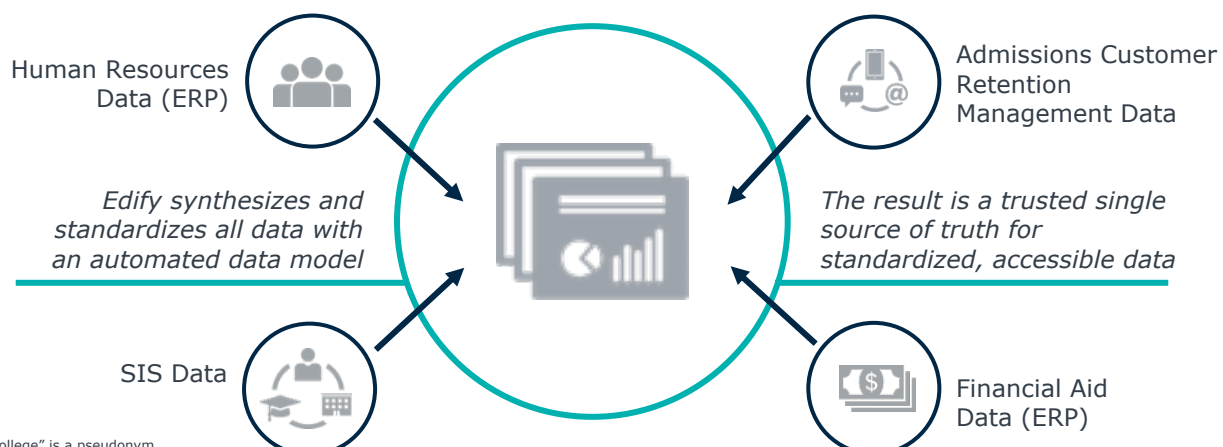 Human Resources
Data (ERP)
Admissions Customer
Retention
Management Data
Edify synthesizes and
standardizes all data with
an automated data model
The result is a trusted single
source of truth for
standardized, accessible data
SIS Data
Financial Aid
Data (ERP)
is a pseudonym